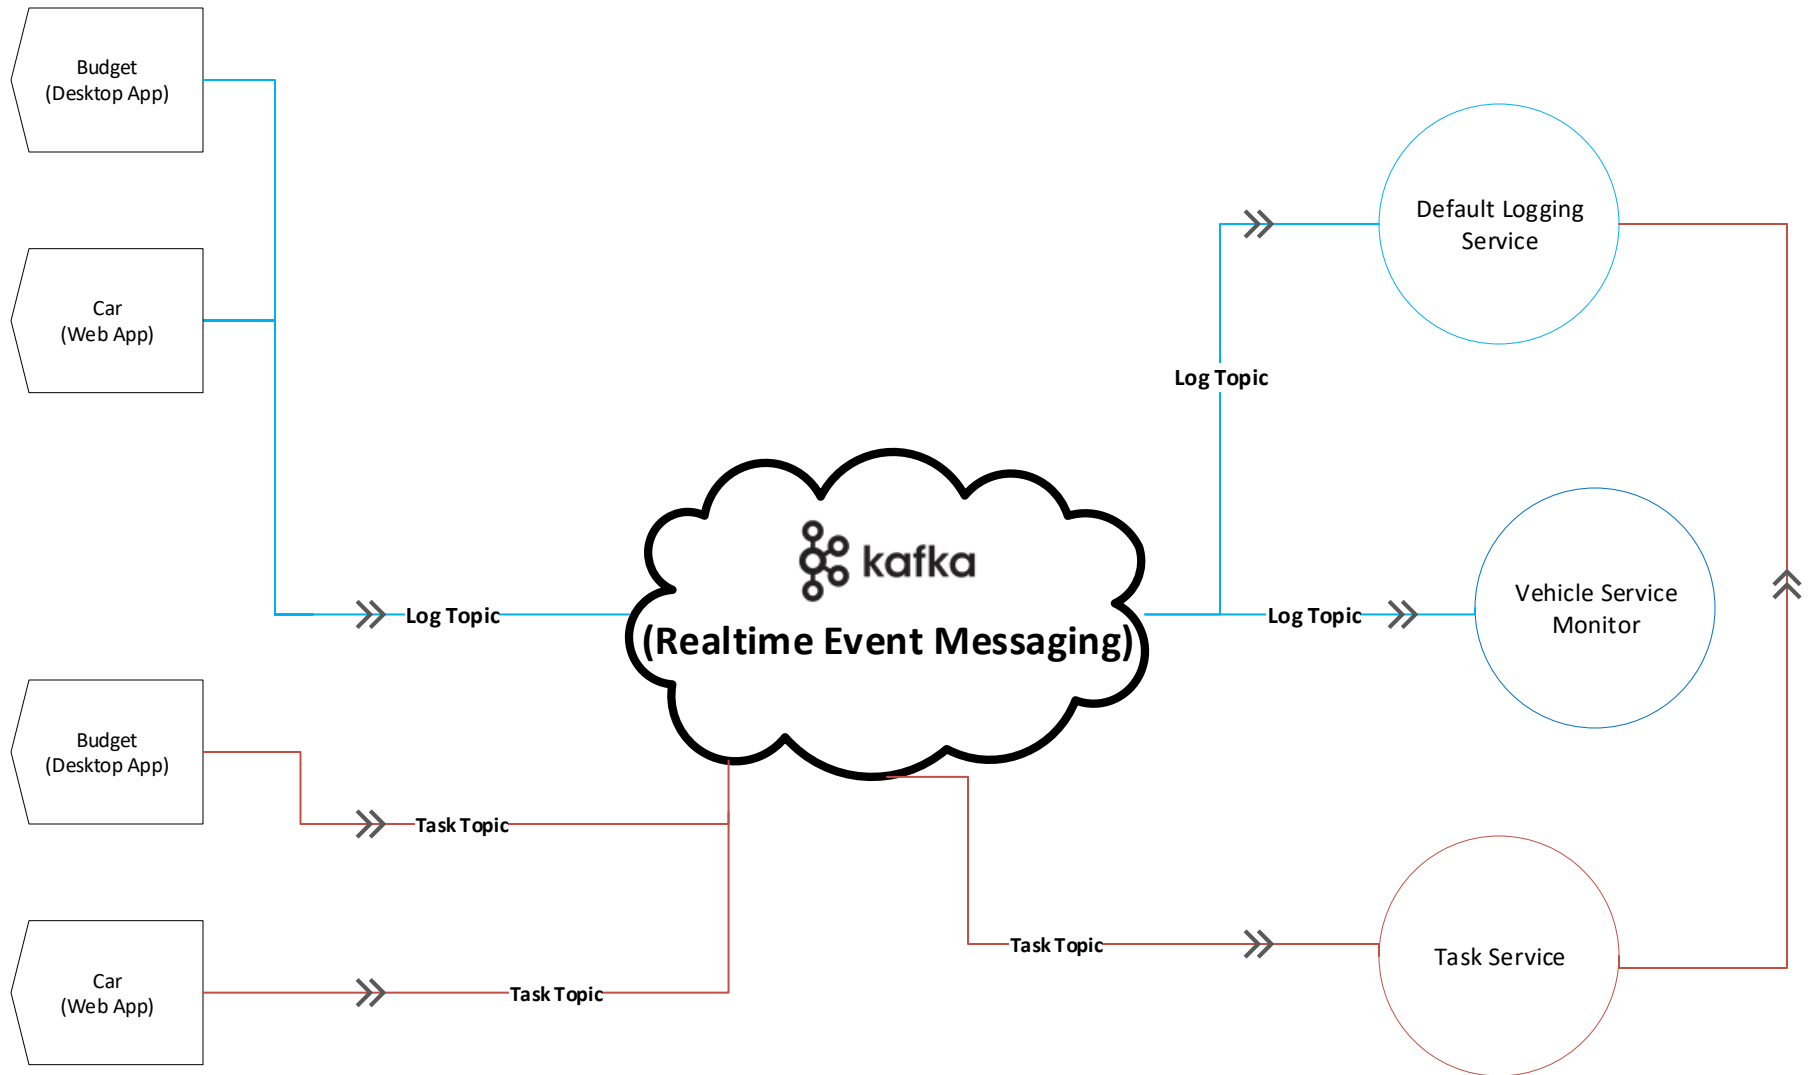 Budget
(Desktop App)
Car
(Web App)
Log Topic
Budget
(Desktop App)
Task Topic
Car
(Web App)
Task Topic
kafka
(Realtime Event Messaging)
Log Topic
Default Logging
Service
Log Topic
Vehicle Service
Monitor
Task Topic
Task Service